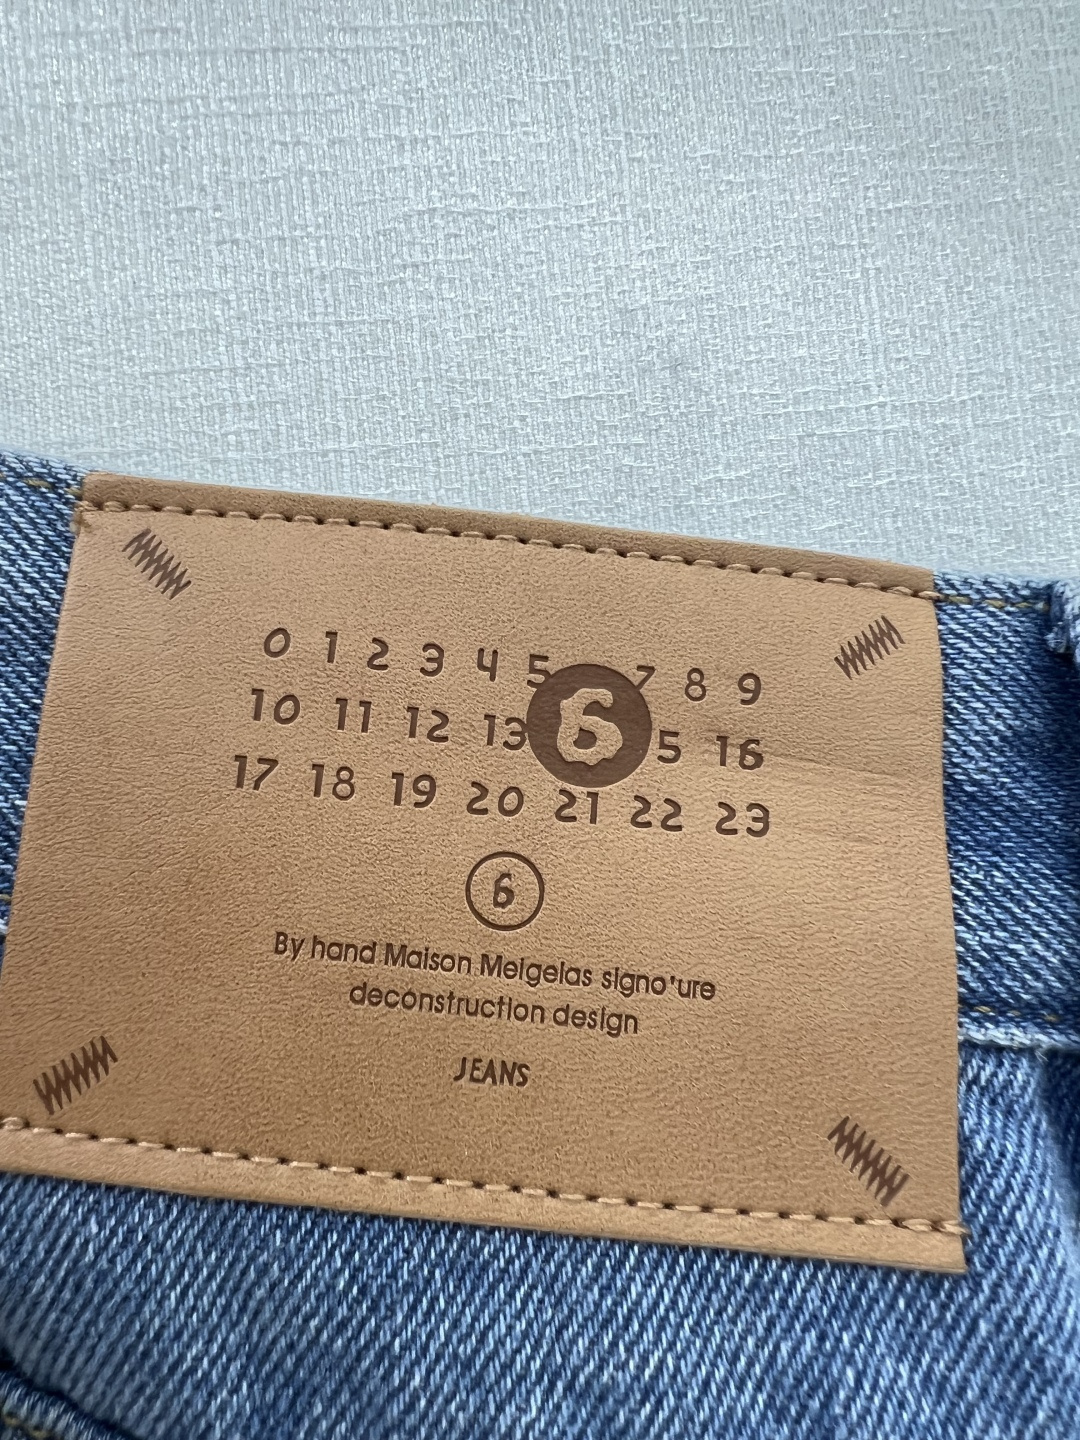 0 1 2 3 4 5 6 7 8 9
10 11 12 13 5 16
17 18 19 20 21 22 23
6
By hand Maison Meigelas signo'ure
deconstruction design
JEANS